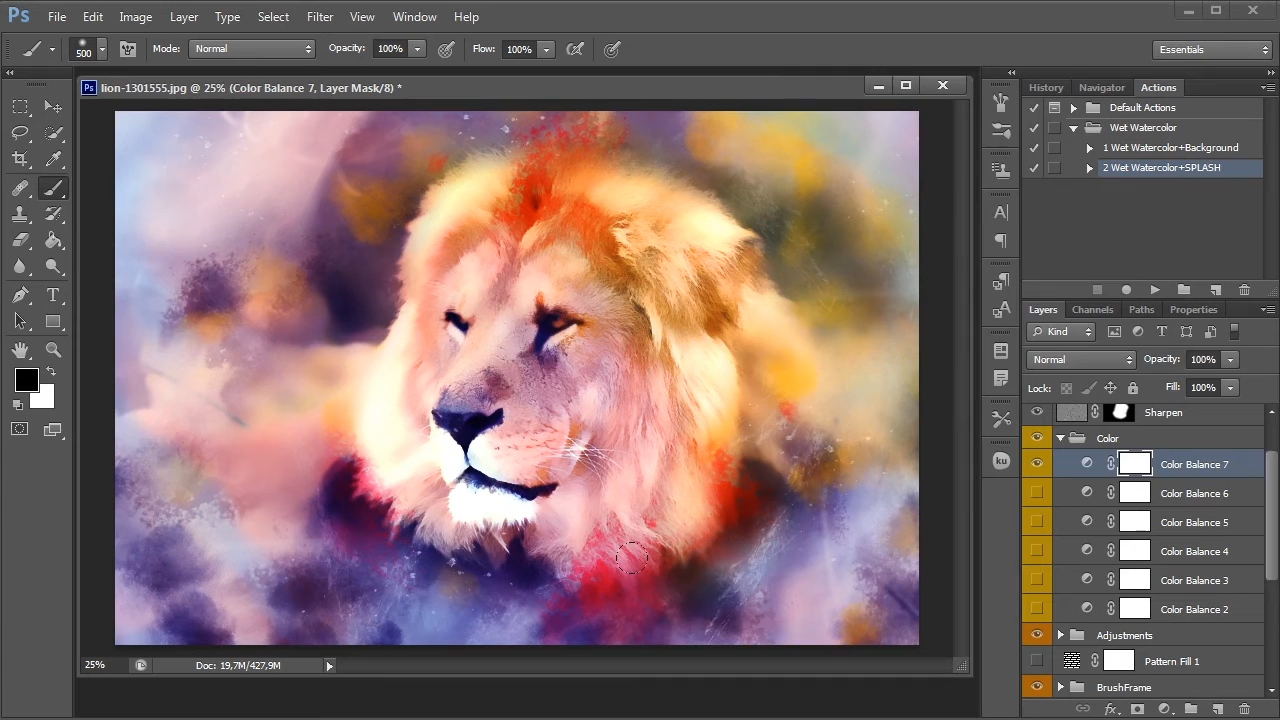 Ps File Edit Image Layer Type Select Filter View Window Help
500 Mode: Normal Opacity: 100% Flow: 100% Essentials
Ps lion-1301555.jpg @ 25% (Color Balance 7, Layer Mask/8) *
History Navigator Actions
Default Actions
Wet Watercolor
1 Wet Watercolor+Background
2 Wet Watercolor+SPLASH
T
A
A
Layers Channels Paths Properties
Kind T
Normal Opacity: 100%
Lock: Fill: 100%
Sharpen
Color
Color Balance 7
ku
Color Balance 6
Color Balance 5
Color Balance 4
Color Balance 3
Color Balance 2
Adjustments
Pattern Fill 1
25% Doc: 19,7M/427,9M
BrushFrame
fx